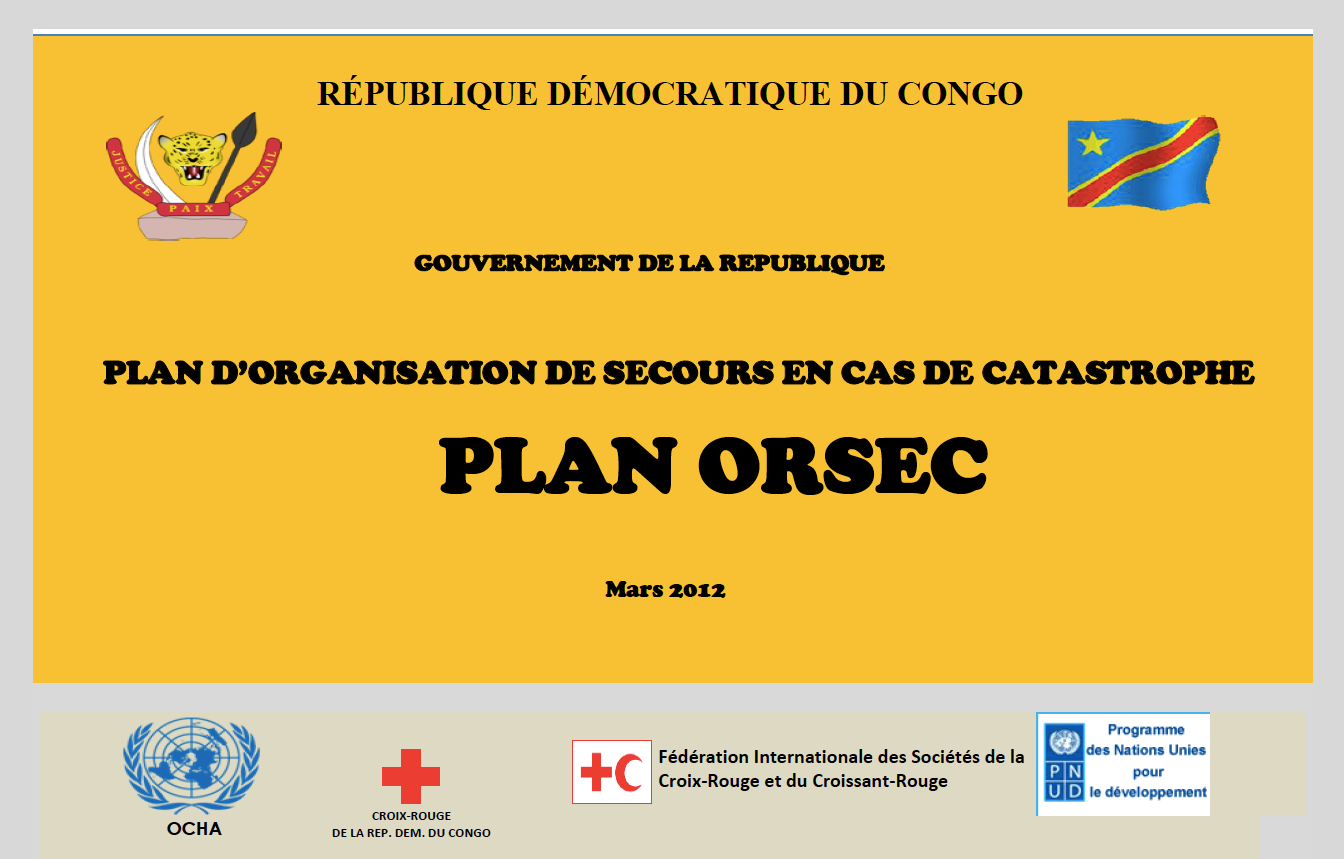 RÉPUBLIQUE DÉMOCRATIQUE DU CONGO
JUSTICE
PAIX
TRAVAIL
GOUVERNEMENT DE LA REPUBLIQUE
PLAN D’ORGANISATION DE SECOURS EN CAS DE CATASTROPHE
PLAN ORSEC
Mars 2012
OCHA
CROIX-ROUGE
DE LA REP. DEM. DU CONGO
Fédération Internationale des Sociétés de la
Croix-Rouge et du Croissant-Rouge
P N
U D
Programme
des Nations Unies
pour
le développement